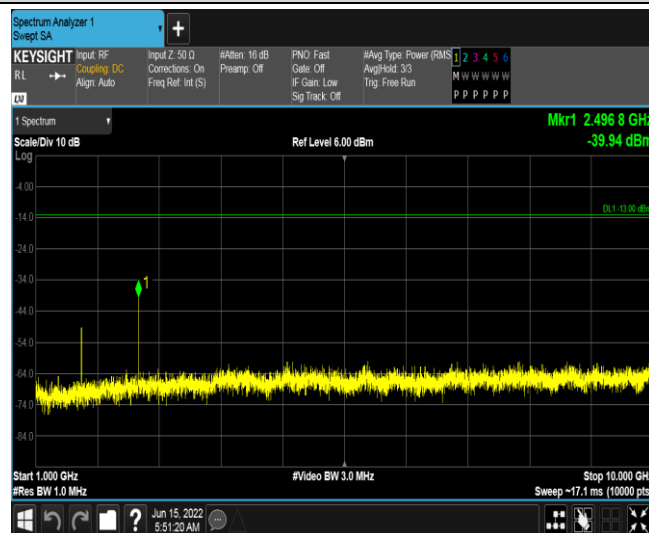 Spectrum Analyzer 1
Swept SA
+
KEYSIGHT Input: RF Input Z: 50 Ω #Atten: 16 dB PNO: Fast #Avg Type: Power (RMS 1 2 3 4 5 6
RL Coupling: DC Corrections: On Preamp: Off Gate: Off Avg|Hold: 3/3 M W W W W W
Align: Auto Freq Ref: Int (S) IF Gain: Low Trig: Free Run
LXI Sig Track: Off P P P P P P
1 Spectrum Mkr1 2.496 8 GHz
Scale/Div 10 dB Ref Level 6.00 dBm -39.94 dBm
Log
-4.00
DL1 -13.00 dBm
-14.0
-24.0
-34.0
1
-44.0
-54.0
-64.0
-74.0
-84.0
Start 1.000 GHz #Video BW 3.0 MHz Stop 10.000 GHz
#Res BW 1.0 MHz Sweep ~17.1 ms (10000 pts
? Jun 15, 2022
5:51:20 AM